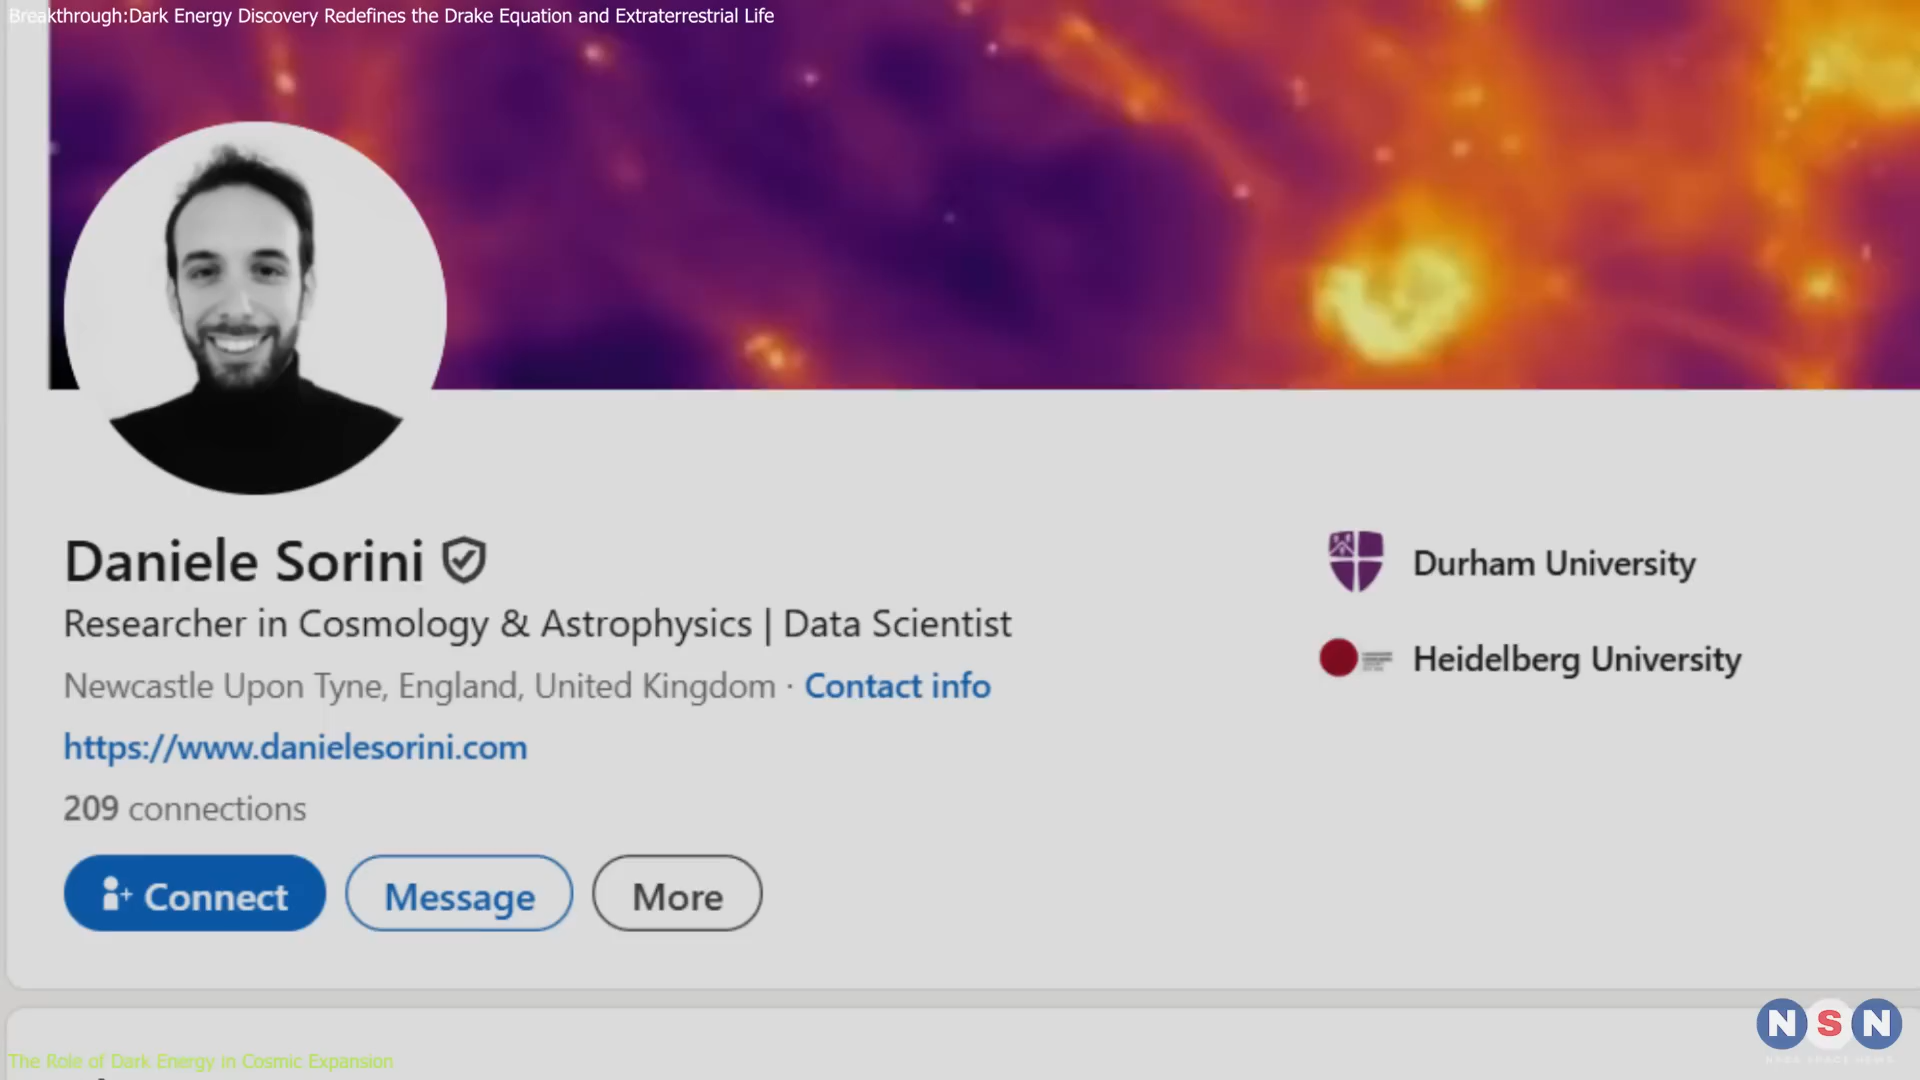 Breakthrough:Dark Energy Discovery Redefines the Drake Equation and Extraterrestrial Life
Daniele Sorini
Researcher in Cosmology & Astrophysics | Data Scientist
Newcastle Upon Tyne, England, United Kingdom · Contact info
https://www.danielesorini.com
209 connections
Connect
Message
More
Durham University
Heidelberg University
NSN
The Role of Dark Energy in Cosmic Expansion